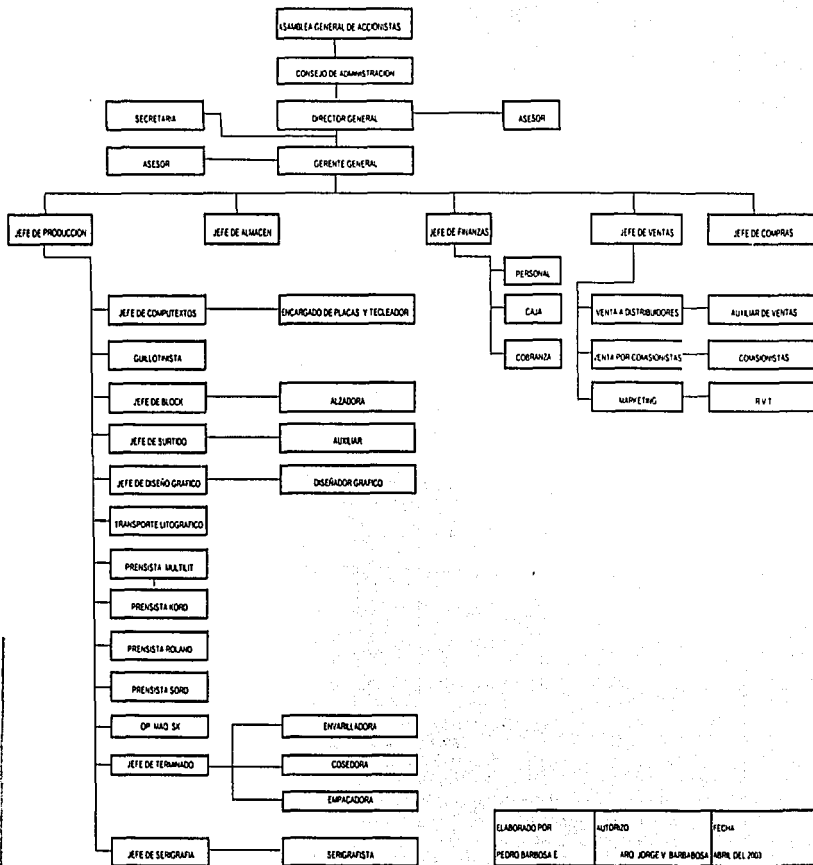 ASAMBLEA GENERAL DE ACCIONISTAS
CONSEJO DE ADMINISTRACION
SECRETARIA
DIRECTOR GENERAL
ASESOR
ASESOR
GERENTE GENERAL
JEFE DE PRODUCCION
JEFE DE ALMACEN
JEFE DE FINANZAS
JEFE DE VENTAS
JEFE DE COMPRAS
PERSONAL
JEFE DE COMPUTEXTOS
ENCARGADO DE PLACAS Y TECLEADOR
CAJA
VENTA A DISTRIBUIDORES
AUXILIAR DE VENTAS
GUILLOTINISTA
COBRANZA
VENTA POR COMISIONISTAS
COMISIONISTAS
JEFE DE BLOCK
ALZADORA
MARKETING
R V T
JEFE DE SURTIDO
AUXILIAR
JEFE DE DISEÑO GRAFICO
DISEÑADOR GRAFICO
TRANSPORTE LITOGRAFICO
PRENSISTA MULTILIT
PRENSISTA KORD
PRENSISTA ROLAND
PRENSISTA SORD
OP MAQ SK
ENVARILLADORA
JEFE DE TERMINADO
COSEDORA
EMPACADORA
JEFE DE SERIGRAFIA
SERIGRAFISTA
ELABORADO POR
AUTORIZO
FECHA
PEDRO BARBOSA E
ARQ JORGE V BARBABOSA
ABRIL DEL 2003